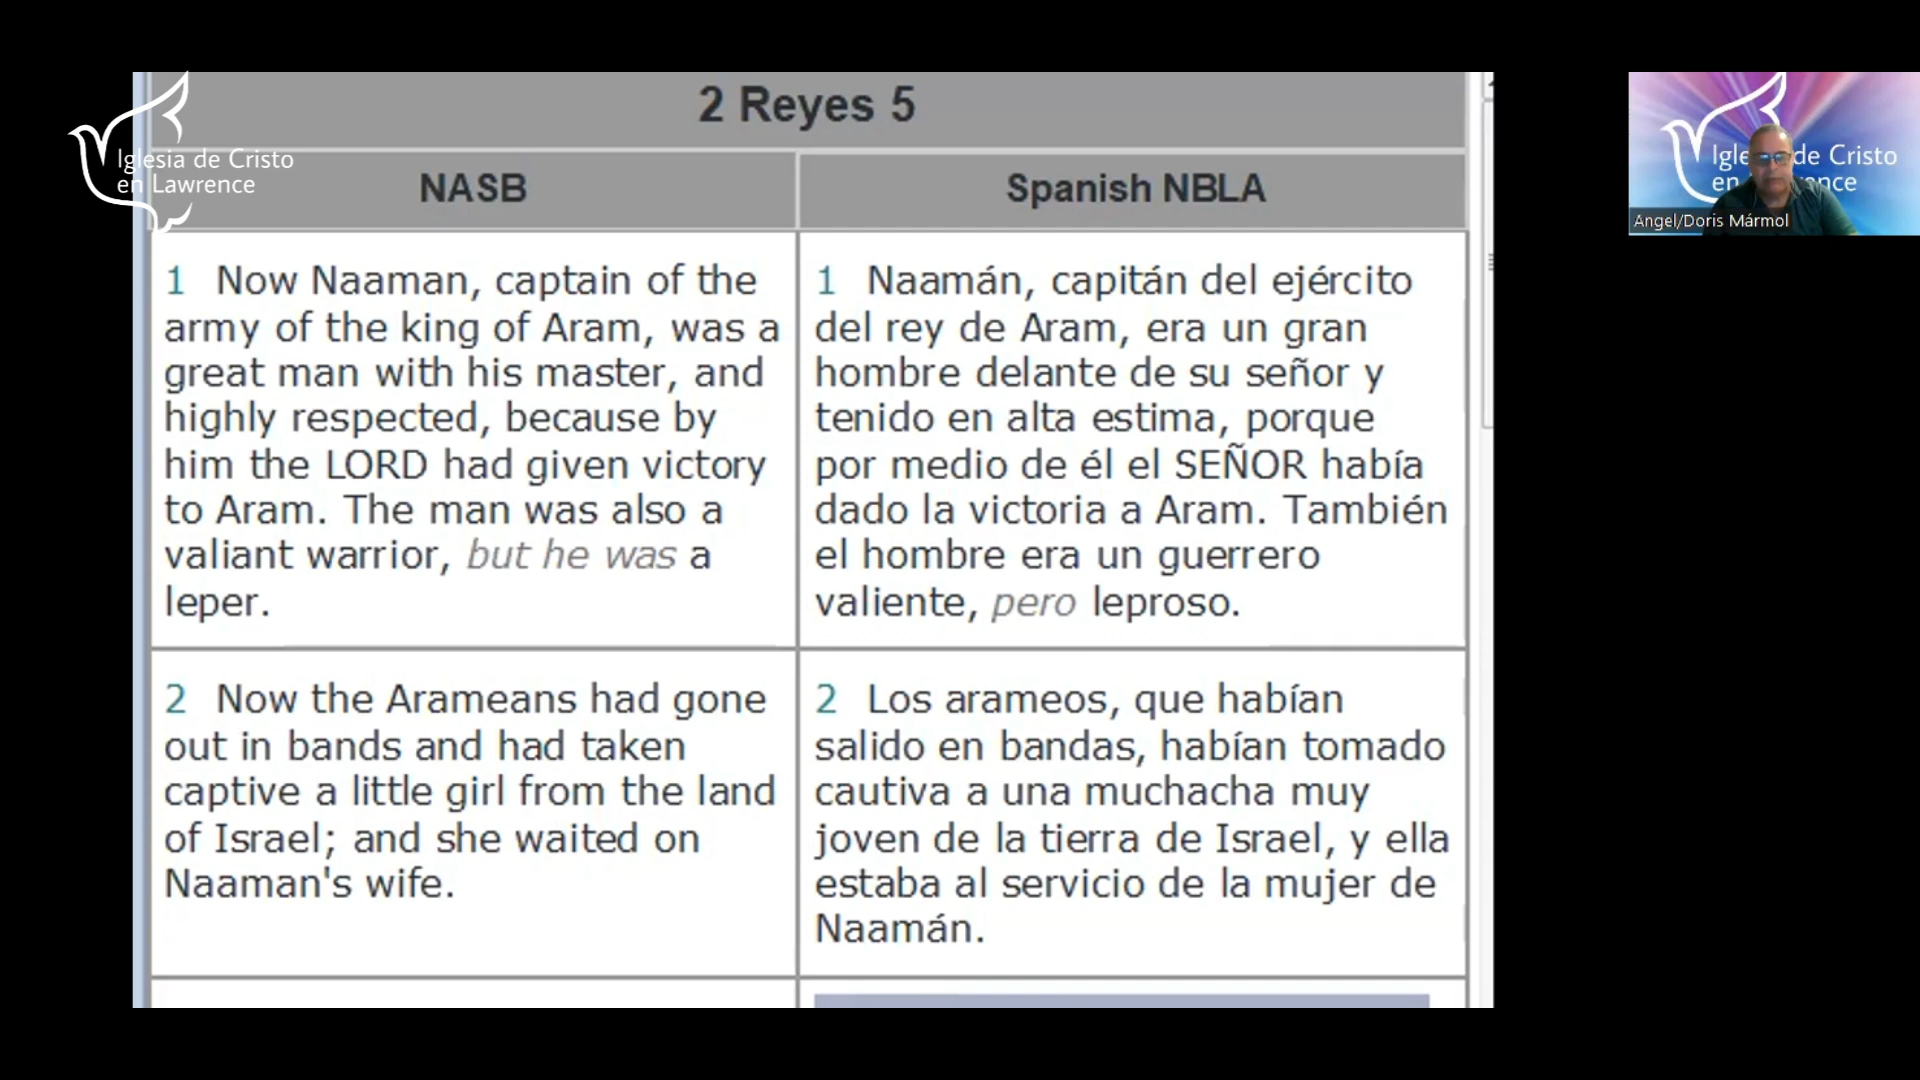 2 Reyes 5
Iglesia de Cristo
en Lawrence
NASB
Spanish NBLA
1 Now Naaman, captain of the
army of the king of Aram, was a
great man with his master, and
highly respected, because by
him the LORD had given victory
to Aram. The man was also a
valiant warrior, but he was a
leper.
1 Naamán, capitán del ejército
del rey de Aram, era un gran
hombre delante de su señor y
tenido en alta estima, porque
por medio de él el SEÑOR había
dado la victoria a Aram. También
el hombre era un guerrero
valiente, pero leproso.
2 Now the Arameans had gone
out in bands and had taken
captive a little girl from the land
of Israel; and she waited on
Naaman's wife.
2 Los arameos, que habían
salido en bandas, habían tomado
cautiva a una muchacha muy
joven de la tierra de Israel, y ella
estaba al servicio de la mujer de
Naamán.
de Cristo
en
Angel/Doris Mármol